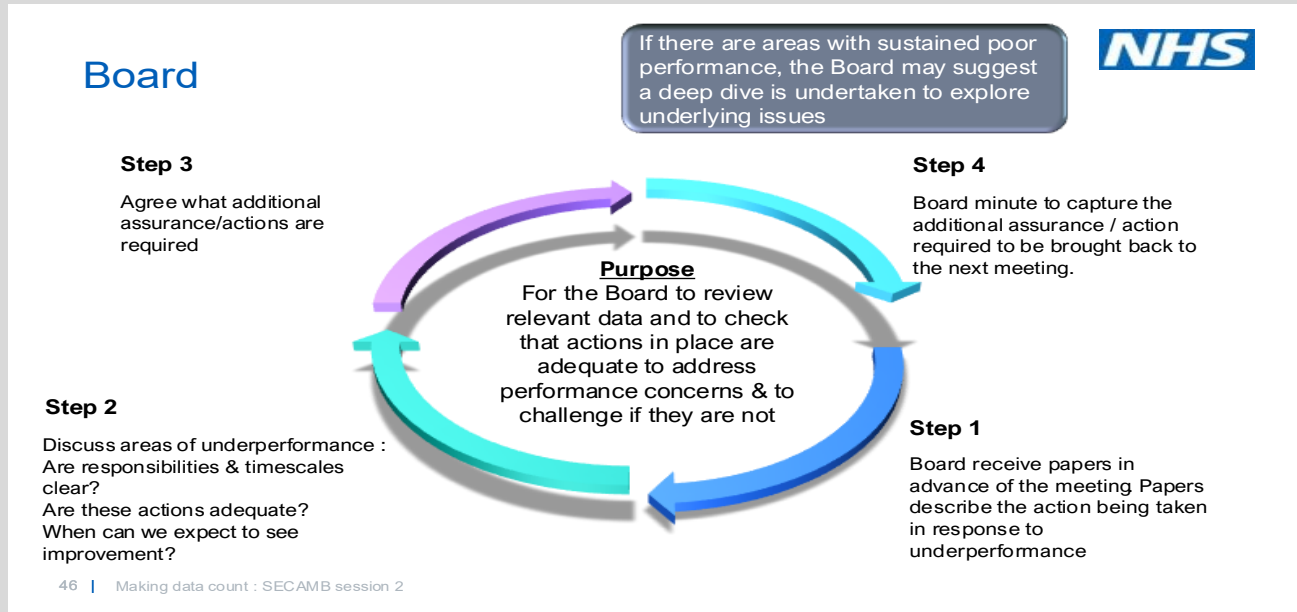 Board
If there are areas with sustained poor
performance, the Board may suggest
a deep dive is undertaken to explore
underlying issues
NHS
Step 3
Agree what additional
assurance/actions are
required
Step 4
Board minute to capture the
additional assurance / action
required to be brought back to
the next meeting.
Purpose
For the Board to review
relevant data and to check
that actions in place are
adequate to address
performance concerns & to
challenge if they are not
Step 2
Discuss areas of underperformance :
Are responsibilities & timescales
clear?
Are these actions adequate?
When can we expect to see
improvement?
Step 1
Board receive papers in
advance of the meeting. Papers
describe the action being taken
in response to
underperformance
46 | Making data count : SECAMB session 2